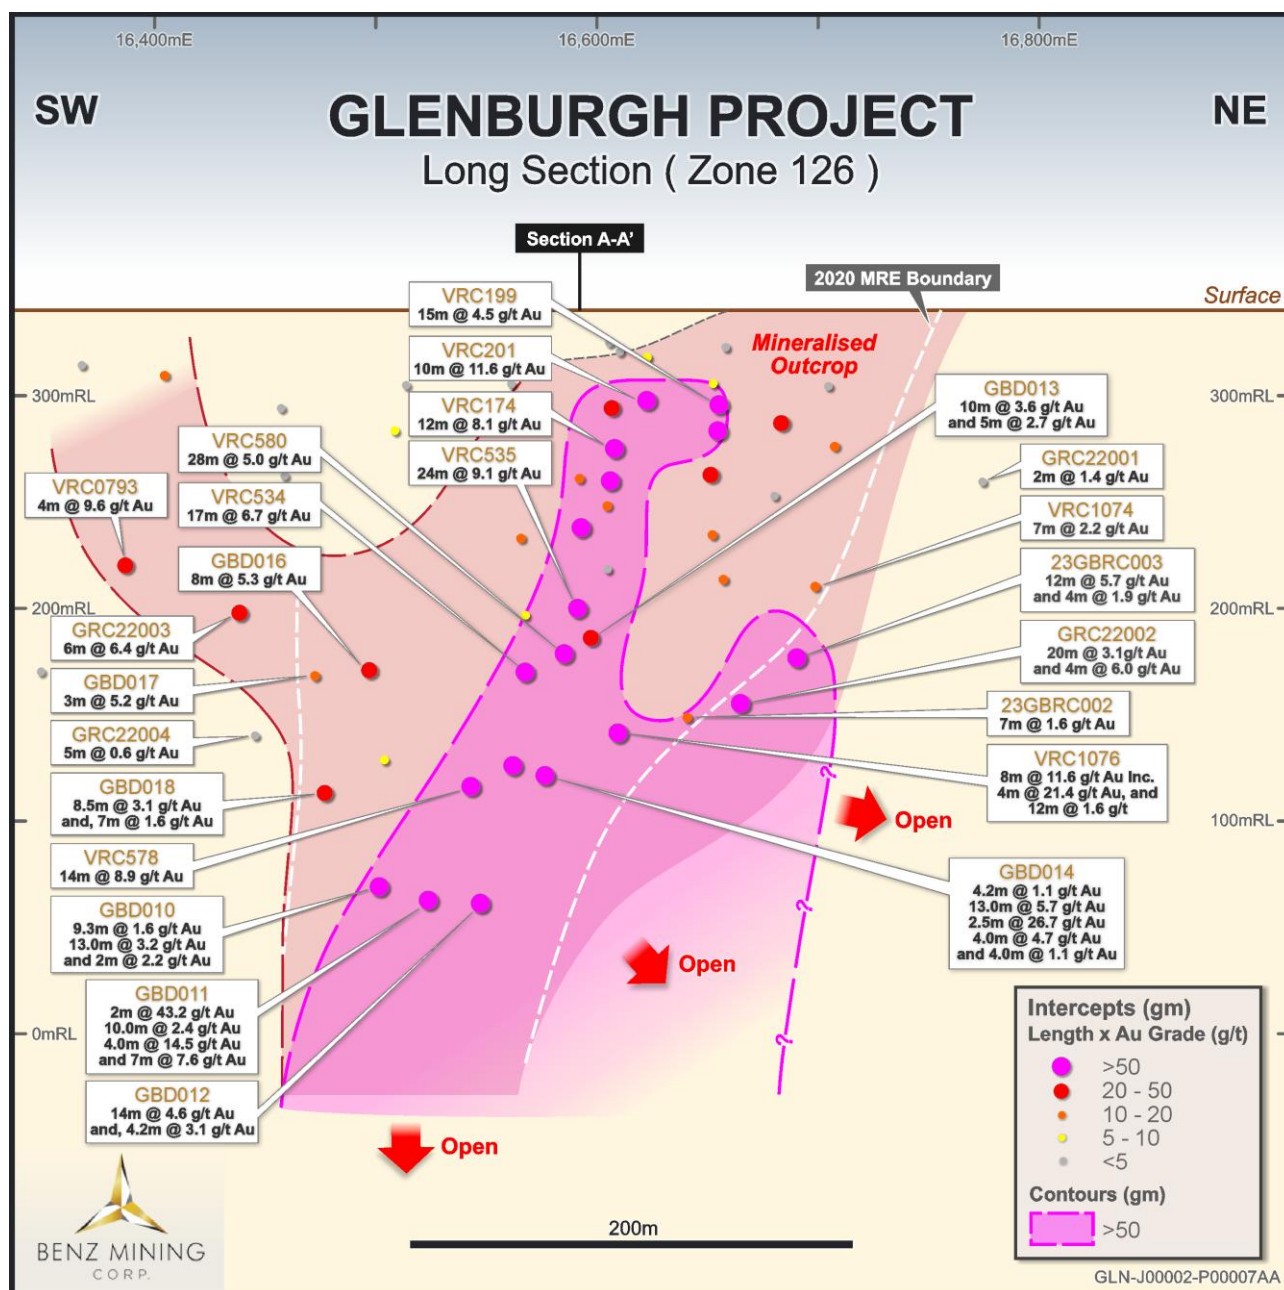 16,400mE
16,600mE
16,800mE
SW
GLENBURGH PROJECT
NE
Long Section ( Zone 126 )
Section A-A'
2020 MRE Boundary
Surface
VRC199
15m @ 4.5 g/t Au
VRC201
10m @ 11.6 g/t Au
VRC174
12m @ 8.1 g/t Au
VRC535
24m @ 9.1 g/t Au
Mineralised
Outcrop
GBD013
10m @ 3.6 g/t Au
and 5m @ 2.7 g/t Au
300mRL
300mRL
VRC580
28m @ 5.0 g/t Au
VRC534
17m @ 6.7 g/t Au
VRC0793
4m @ 9.6 g/t Au
GBD016
8m @ 5.3 g/t Au
GRC22001
2m @ 1.4 g/t Au
VRC1074
7m @ 2.2 g/t Au
23GBRC003
12m @ 5.7 g/t Au
and 4m @ 1.9 g/t Au
200mRL
200mRL
GRC22003
6m @ 6.4 g/t Au
GBD017
3m @ 5.2 g/t Au
GRC22004
5m @ 0.6 g/t Au
GBD018
8.5m @ 3.1 g/t Au
and, 7m @ 1.6 g/t Au
VRC578
14m @ 8.9 g/t Au
GBD010
9.3m @ 1.6 g/t Au
13.0m @ 3.2 g/t Au
and 2m @ 2.2 g/t Au
GBD011
2m @ 43.2 g/t Au
10.0m @ 2.4 g/t Au
4.0m @ 14.5 g/t Au
and 7m @ 7.6 g/t Au
GBD012
14m @ 4.6 g/t Au
and, 4.2m @ 3.1 g/t Au
GRC22002
20m @ 3.1g/t Au
and 4m @ 6.0 g/t Au
23GBRC002
7m @ 1.6 g/t Au
VRC1076
8m @ 11.6 g/t Au Inc.
4m @ 21.4 g/t Au, and
12m @ 1.6 g/t
100mRL
GBD014
4.2m @ 1.1 g/t Au
13.0m @ 5.7 g/t Au
2.5m @ 26.7 g/t Au
4.0m @ 4.7 g/t Au
and 4.0m @ 1.1 g/t Au
?
?
?
Open
Open
Open
0mRL
Intercepts (gm)
Length x Au Grade (g/t)
>50
20 - 50
10 - 20
5 - 10
<5
Contours (gm)
>50
200m
BENZ MINING
CORP.
GLN-J00002-P00007AA